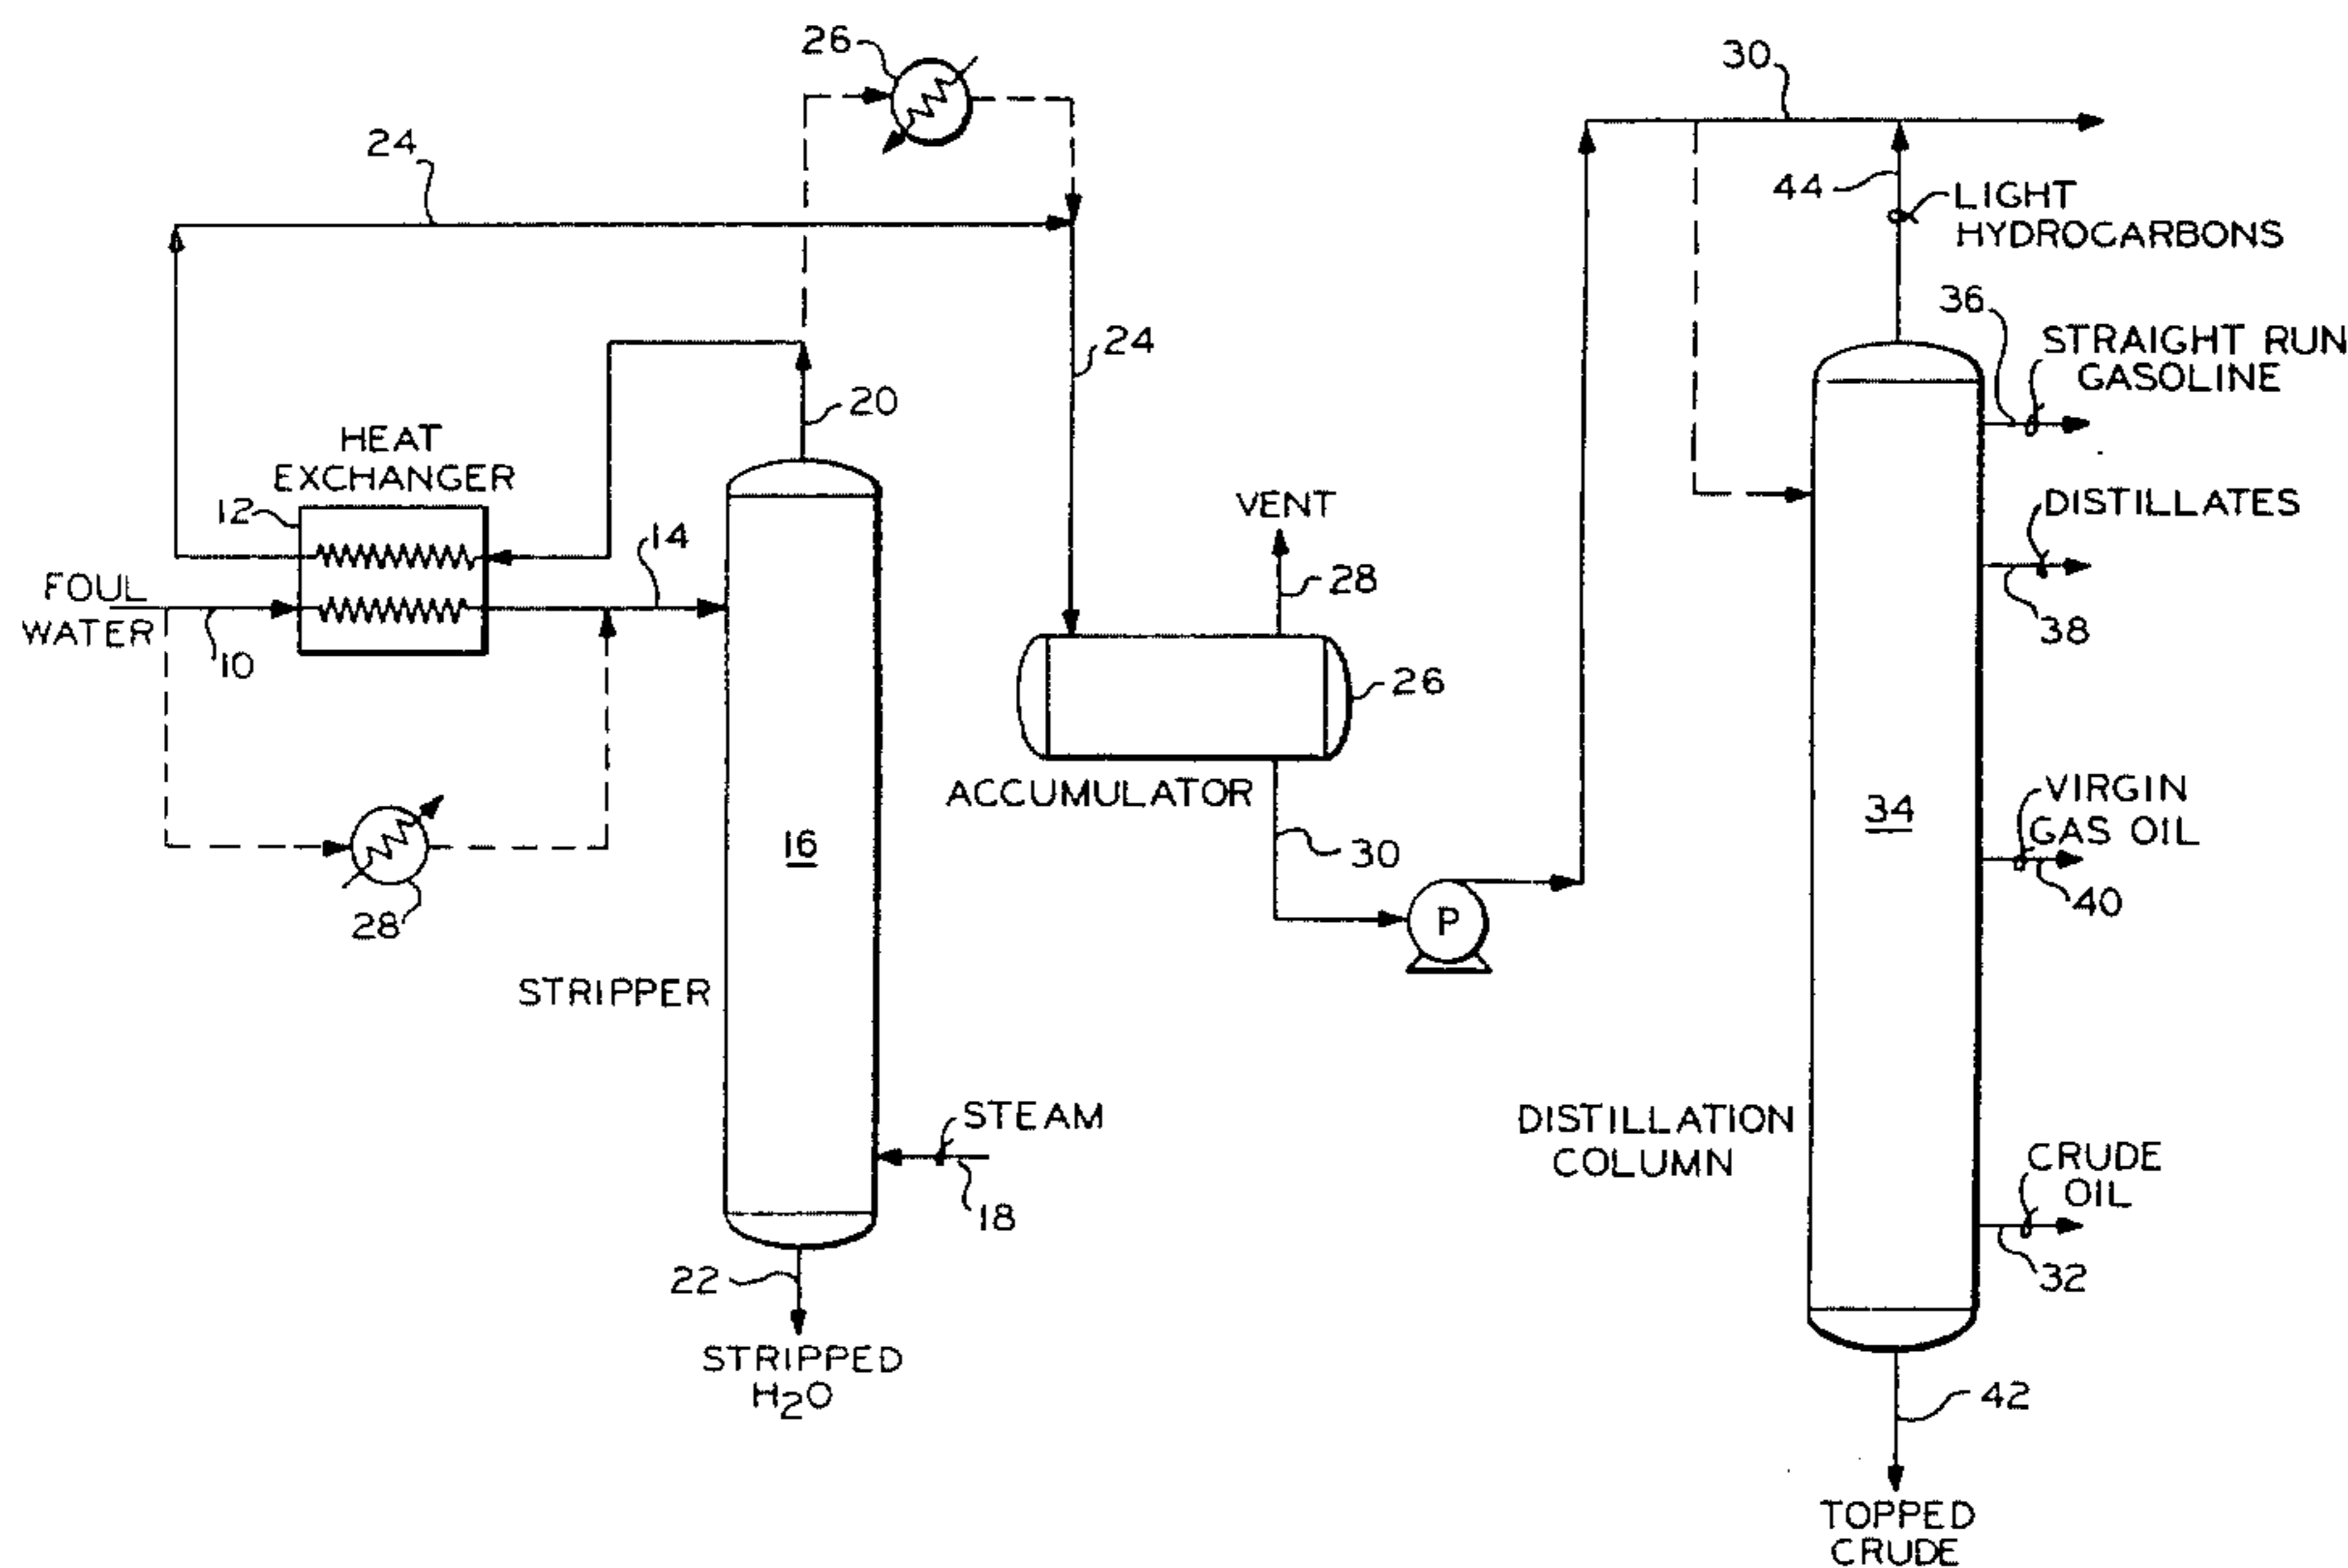 26
30
24
44
LIGHT
HYDROCARBONS
36
STRAIGHT RUN
GASOLINE
24
20
HEAT
EXCHANGER
12
VENT
DISTILLATES
14
28
FOUL
WATER
10
38
26
ACCUMULATOR
VIRGIN
GAS OIL
34
16
30
40
28
P
STRIPPER
STEAM
DISTILLATION
COLUMN
CRUDE
OIL
18
22
32
STRIPPED
H2O
42
TOPPED
CRUDE